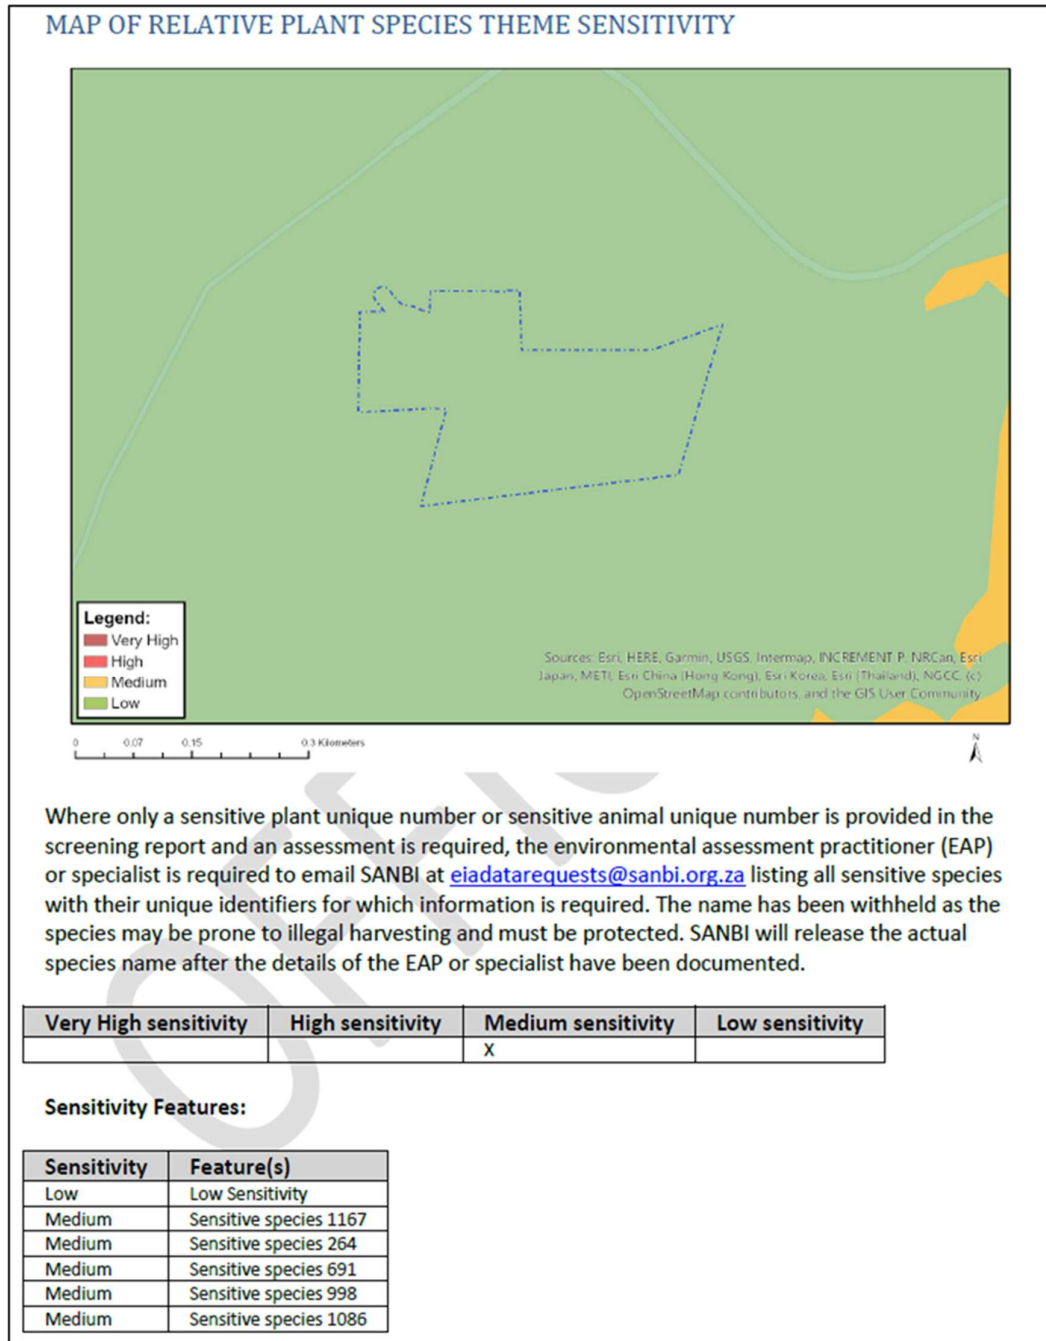 MAP OF RELATIVE PLANT SPECIES THEME SENSITIVITY
Legend:
Very High
High
Medium
Low
Sources: Esri, HERE, Garmin, USGS, Intermap, INCREMENT P, NRCan, Esri
Japan, METI, Esri China (Hong Kong), Esri Korea, Esri (Thailand), NGCC, (c)
OpenStreetMap contributors, and the GIS User Community
0 0.07 0.15 0.3 Kilometers
N
Where only a sensitive plant unique number or sensitive animal unique number is provided in the
screening report and an assessment is required, the environmental assessment practitioner (EAP)
or specialist is required to email SANBI at eiadatarequests@sanbi.org.za listing all sensitive species
with their unique identifiers for which information is required. The name has been withheld as the
species may be prone to illegal harvesting and must be protected. SANBI will release the actual
species name after the details of the EAP or specialist have been documented.
Very High sensitivity High sensitivity Medium sensitivity Low sensitivity
X
Sensitivity Features:
Sensitivity Feature(s)
Low Low Sensitivity
Medium Sensitive species 1167
Medium Sensitive species 264
Medium Sensitive species 691
Medium Sensitive species 998
Medium Sensitive species 1086